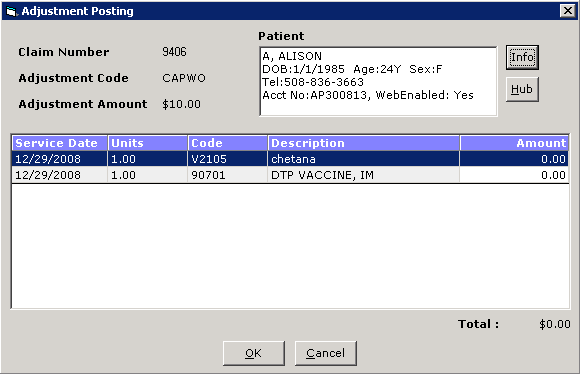 Adjustment Posting
Claim Number 9406
Adjustment Code CAPWO
Adjustment Amount $10.00
Patient
A, ALISON
DOB:1/1/1985 Age:24Y Sex:F
Tel:508-836-3663
Acct No:AP300813, WebEnabled: Yes
Info
Hub
Service Date Units Code Description Amount
12/29/2008 1.00 V2105 chetana 0.00
12/29/2008 1.00 90701 DTP VACCINE, IM 0.00
Total : $0.00
OK Cancel